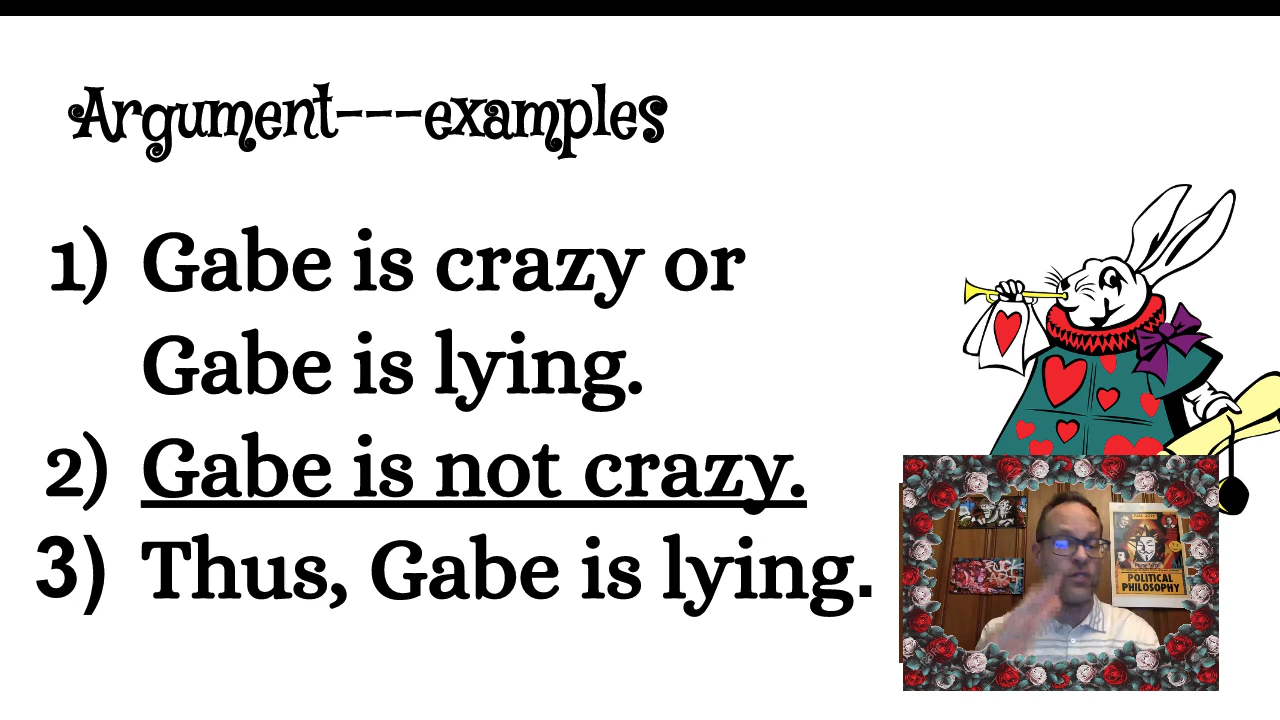 Argument---examples
1) Gabe is crazy or
Gabe is lying.
2) Gabe is not crazy.
3) Thus, Gabe is lying.
POLITICAL
PHILOSOPHY